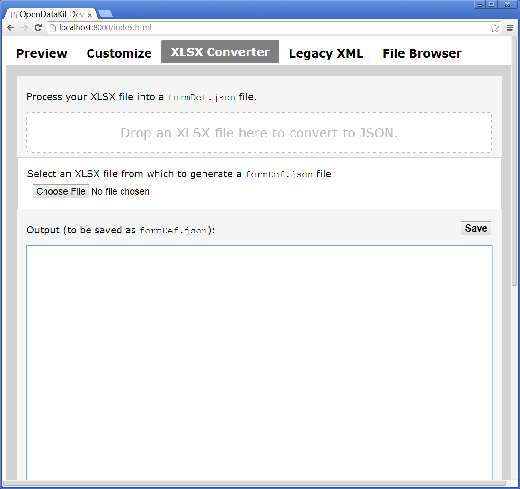 OpenDataKit Dev
localhost:8000/index.html
Preview Customize XLSX Converter Legacy XML File Browser
Process your XLSX file into a formDef.json file.
Drop an XLSX file here to convert to JSON.
Select an XLSX file from which to generate a formDef.json file
Choose File No file chosen
Output (to be saved as formDef.json):
Save